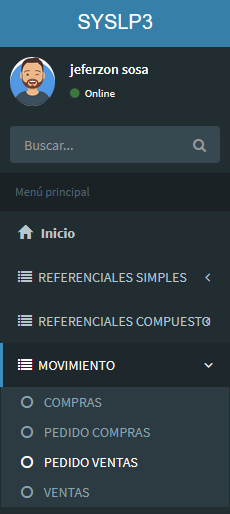 SYSLP3
jeferzon sosa
Online
Buscar...
Menú principal
Inicio
REFERENCIALES SIMPLES
REFERENCIALES COMPUESTO
MOVIMIENTO
COMPRAS
PEDIDO COMPRAS
PEDIDO VENTAS
VENTAS